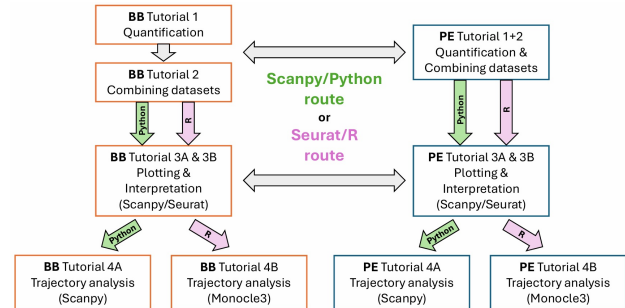 BB Tutorial 1
Quantification
BB Tutorial 2
Combining datasets
Python
R
BB Tutorial 3A & 3B
Plotting &
Interpretation
(Scanpy/Seurat)
Python
R
BB Tutorial 4A
Trajectory analysis
(Scanpy)
BB Tutorial 4B
Trajectory analysis
(Monocle3)
Scanpy/Python
route
or
Seurat/R
route
PE Tutorial 1+2
Quantification &
Combining datasets
Python
R
PE Tutorial 3A & 3B
Plotting &
Interpretation
(Scanpy/Seurat)
Python
R
PE Tutorial 4A
Trajectory analysis
(Scanpy)
PE Tutorial 4B
Trajectory analysis
(Monocle3)